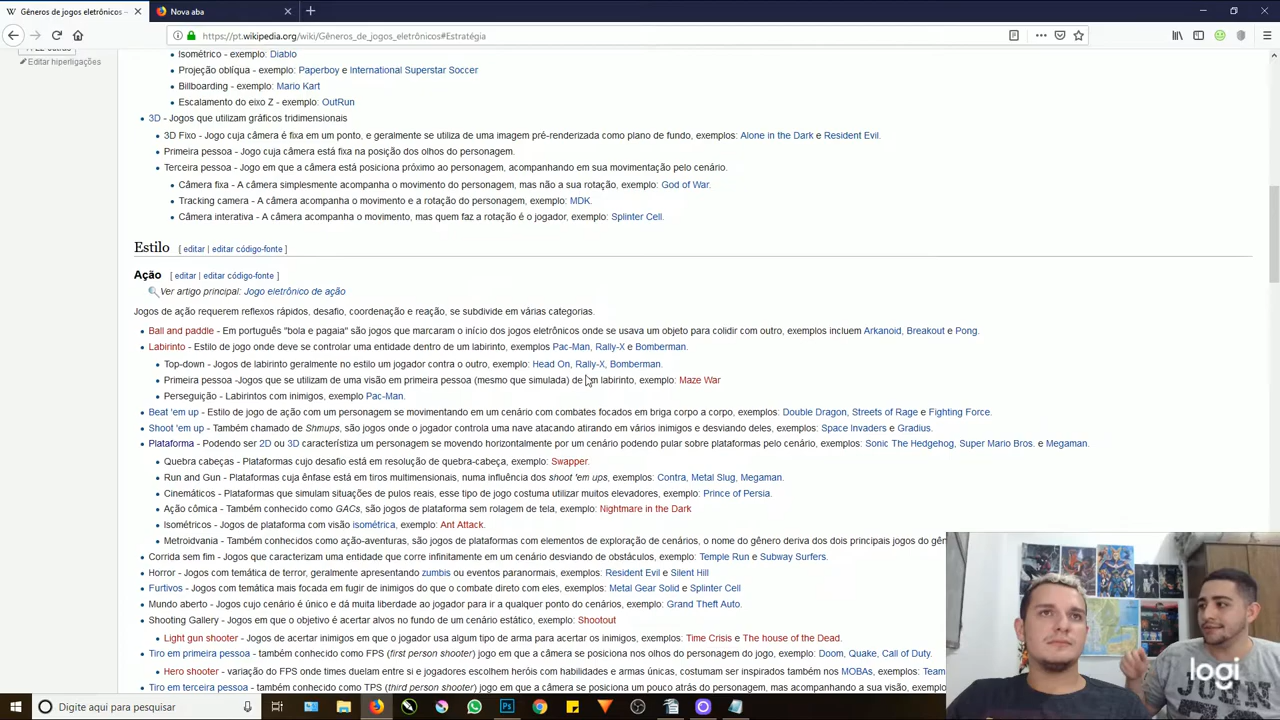 Gêneros de jogos eletrônicos –
Nova aba
https://pt.wikipedia.org/wiki/Gêneros_de_jogos_eletrônicos#Estratégia
Editar hiperligações
Isométrico - exemplo: Diablo
Projeção oblíqua - exemplo: Paperboy e International Superstar Soccer
Billboarding - exemplo: Mario Kart
Escalamento do eixo Z - exemplo: OutRun
3D - Jogos que utilizam gráficos tridimensionais
3D Fixo - Jogo cuja câmera é fixa em um ponto, e geralmente se utiliza de uma imagem pré-renderizada como plano de fundo, exemplos: Alone in the Dark e Resident Evil.
Primeira pessoa - Jogo cuja câmera está fixa na posição dos olhos do personagem.
Terceira pessoa - Jogo em que a câmera está posiciona próximo ao personagem, acompanhando em sua movimentação pelo cenário.
Câmera fixa - A câmera simplesmente acompanha o movimento do personagem, mas não a sua rotação, exemplo: God of War.
Tracking camera - A câmera acompanha o movimento e a rotação do personagem, exemplo: MDK.
Câmera interativa - A câmera acompanha o movimento, mas quem faz a rotação é o jogador, exemplo: Splinter Cell.
Estilo [ editar | editar código-fonte ]
Ação [ editar | editar código-fonte ]
Ver artigo principal: Jogo eletrônico de ação
Jogos de ação requerem reflexos rápidos, desafio, coordenação e reação, se subdivide em várias categorias.
Ball and paddle - Em português "bola e pagaia" são jogos que marcaram o início dos jogos eletrônicos onde se usava um objeto para colidir com outro, exemplos incluem Arkanoid, Breakout e Pong.
Labirinto - Estilo de jogo onde deve se controlar uma entidade dentro de um labirinto, exemplos Pac-Man, Rally-X e Bomberman.
Top-down - Jogos de labirinto geralmente no estilo um jogador contra o outro, exemplo: Head On, Rally-X, Bomberman.
Primeira pessoa -Jogos que se utilizam de uma visão em primeira pessoa (mesmo que simulada) de um labirinto, exemplo: Maze War
Perseguição - Labirintos com inimigos, exemplo Pac-Man.
Beat 'em up - Estilo de jogo de ação com um personagem se movimentando em um cenário com combates focados em briga corpo a corpo, exemplos: Double Dragon, Streets of Rage e Fighting Force.
Shoot 'em up - Também chamado de Shmups, são jogos onde o jogador controla uma nave atacando atirando em vários inimigos e desviando deles, exemplos: Space Invaders e Gradius.
Plataforma - Podendo ser 2D ou 3D caracteríztiza um personagem se movendo horizontalmente por um cenário podendo pular sobre plataformas pelo cenário, exemplos: Sonic The Hedgehog, Super Mario Bros. e Megaman.
Quebra cabeças - Plataformas cujo desafio está em resolução de quebra-cabeça, exemplo: Swapper.
Run and Gun - Plataformas cuja ênfase está em tiros multimensionais, numa influência dos shoot 'em ups, exemplos: Contra, Metal Slug, Megaman.
Cinemáticos - Plataformas que simulam situações de pulos reais, esse tipo de jogo costuma utilizar muitos elevadores, exemplo: Prince of Persia.
Ação cômica - Também conhecido como GACs, são jogos de plataforma sem rolagem de tela, exemplo: Nightmare in the Dark
Isométricos - Jogos de plataforma com visão isométrica, exemplo: Ant Attack.
Metroidvania - Também conhecidos como ação-aventuras, são jogos de plataformas com elementos de exploração de cenários, o nome do gênero deriva dos dois principais jogos do gên
Corrida sem fim - Jogos que caracterizam uma entidade que corre infinitamente em um cenário desviando de obstáculos, exemplo: Temple Run e Subway Surfers.
Horror - Jogos com temática de terror, geralmente apresentando zumbis ou eventos paranormais, exemplos: Resident Evil e Silent Hill
Furtivos - Jogos com temática mais focada em fugir de inimigos do que o combate direto com eles, exemplos: Metal Gear Solid e Splinter Cell
Mundo aberto - Jogos cujo cenário é único e dá muita liberdade ao jogador para ir a qualquer ponto do cenários, exemplo: Grand Theft Auto.
Shooting Gallery - Jogos em que o objetivo é acertar alvos no fundo de um cenário estático, exemplo: Shootout
Light gun shooter - Jogos de acertar inimigos em que o jogador usa algum tipo de arma para acertar os inimigos, exemplos: Time Crisis e The house of the Dead.
Tiro em primeira pessoa - também conhecido como FPS (first person shooter) jogo em que a câmera se posiciona nos olhos do personagem do jogo, exemplo: Doom, Quake, Call of Duty.
Hero shooter - variação do FPS onde times duelam entre si e jogadores escolhem heróis com habilidades e armas únicas, costumam ser inspirados também nos MOBAs, exemplos: Team
Tiro em terceira pessoa - também conhecido como TPS (third person shooter) jogo em que a câmera se posiciona um pouco atrás do personagem, mas acompanhando a sua visão, exemplos:
logi
Digite aqui para pesquisar